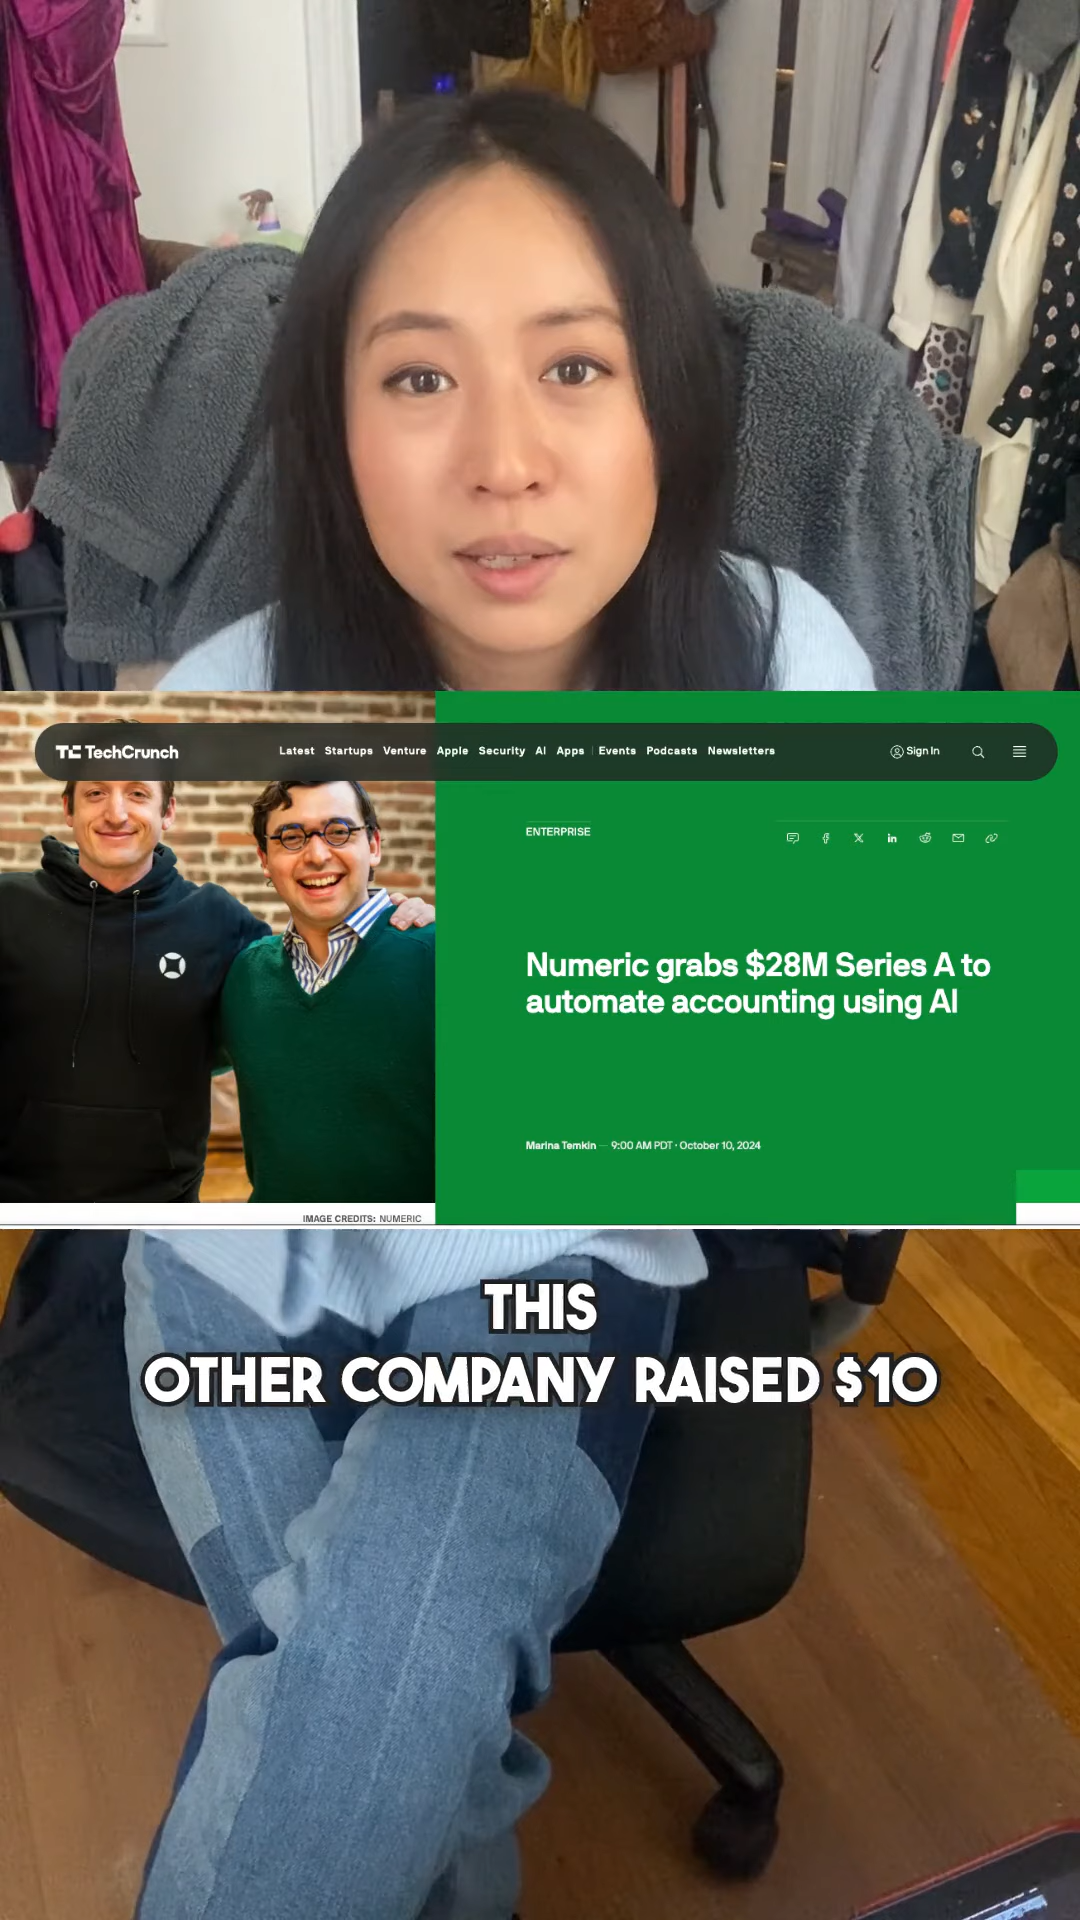 TechCrunch
Latest Startups Venture Apple Security AI Apps Events Podcasts Newsletters
Sign In
ENTERPRISE
Numeric grabs $28M Series A to
automate accounting using AI
Marina Temkin — 9:00 AM PDT · October 10, 2024
IMAGE CREDITS: NUMERIC
THIS
OTHER COMPANY RAISED $10